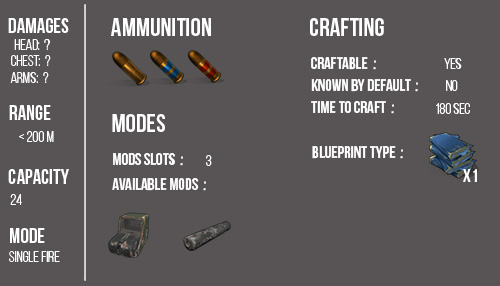 DAMAGES
HEAD: ?
CHEST: ?
ARMS: ?
RANGE
< 200 M
CAPACITY
24
MODE
SINGLE FIRE
AMMUNITION
MODES
MODS SLOTS : 3
AVAILABLE MODS :
CRAFTING
CRAFTABLE : YES
KNOWN BY DEFAULT : NO
TIME TO CRAFT : 180 SEC
BLUEPRINT TYPE :
X 1